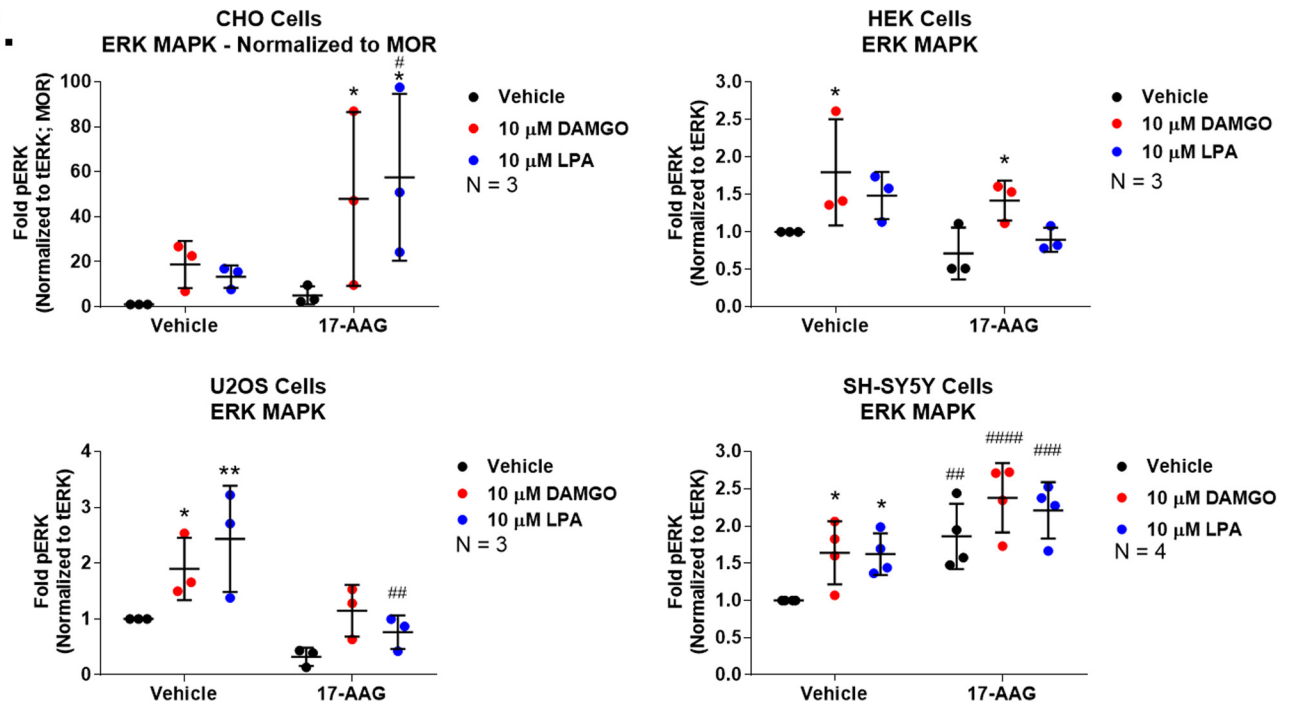 CHO Cells
ERK MAPK - Normalized to MOR
Fold pERK
(Normalized to tERK; MOR)
100
80
60
40
20
0
*
#
*
Vehicle
17-AAG
Vehicle
10 μM DAMGO
10 μM LPA
N = 3
HEK Cells
ERK MAPK
Fold pERK
(Normalized to tERK)
3.0
2.5
2.0
1.5
1.0
0.5
0.0
*
*
Vehicle
17-AAG
Vehicle
10 μM DAMGO
10 μM LPA
N = 3
U2OS Cells
ERK MAPK
Fold pERK
(Normalized to tERK)
4
3
2
1
0
*
**
##
Vehicle
17-AAG
Vehicle
10 μM DAMGO
10 μM LPA
N = 3
SH-SY5Y Cells
ERK MAPK
Fold pERK
(Normalized to tERK)
3.0
2.5
2.0
1.5
1.0
0.5
0.0
*
*
##
####
###
Vehicle
17-AAG
Vehicle
10 μM DAMGO
10 μM LPA
N = 4